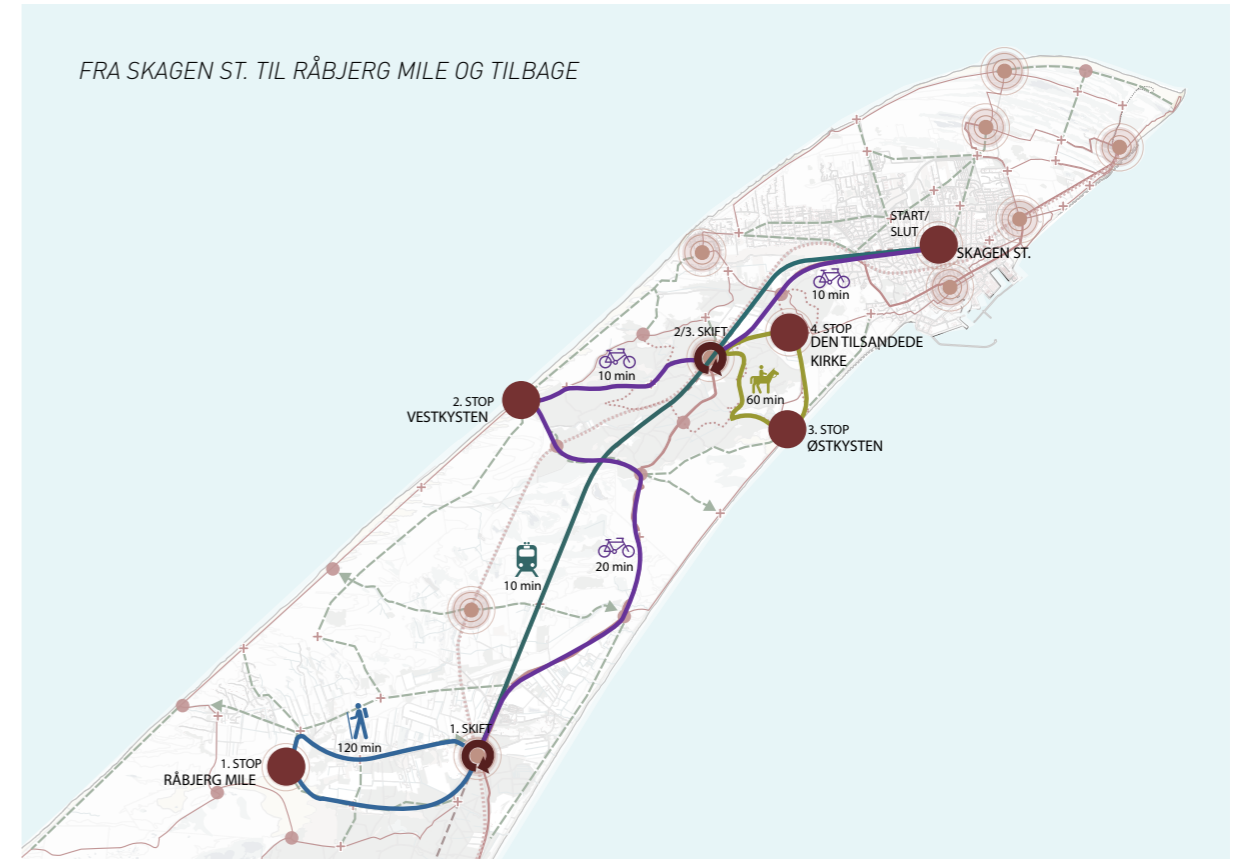 FRA SKAGEN ST. TIL RÅBJERG MILE OG TILBAGE
START/
SLUT
SKAGEN ST.
10 min
2/3. SKIFT
4. STOP
DEN TILSANDEDE
KIRKE
10 min
60 min
2. STOP
VESTKYSTEN
3. STOP
ØSTKYSTEN
10 min
20 min
1. SKIFT
120 min
1. STOP
RÅBJERG MILE